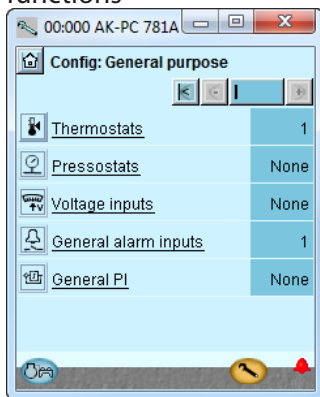 functions
00:000 AK-PC 781A
Config: General purpose
Thermostats 1
Pressostats None
Voltage inputs None
General alarm inputs 1
General PI None